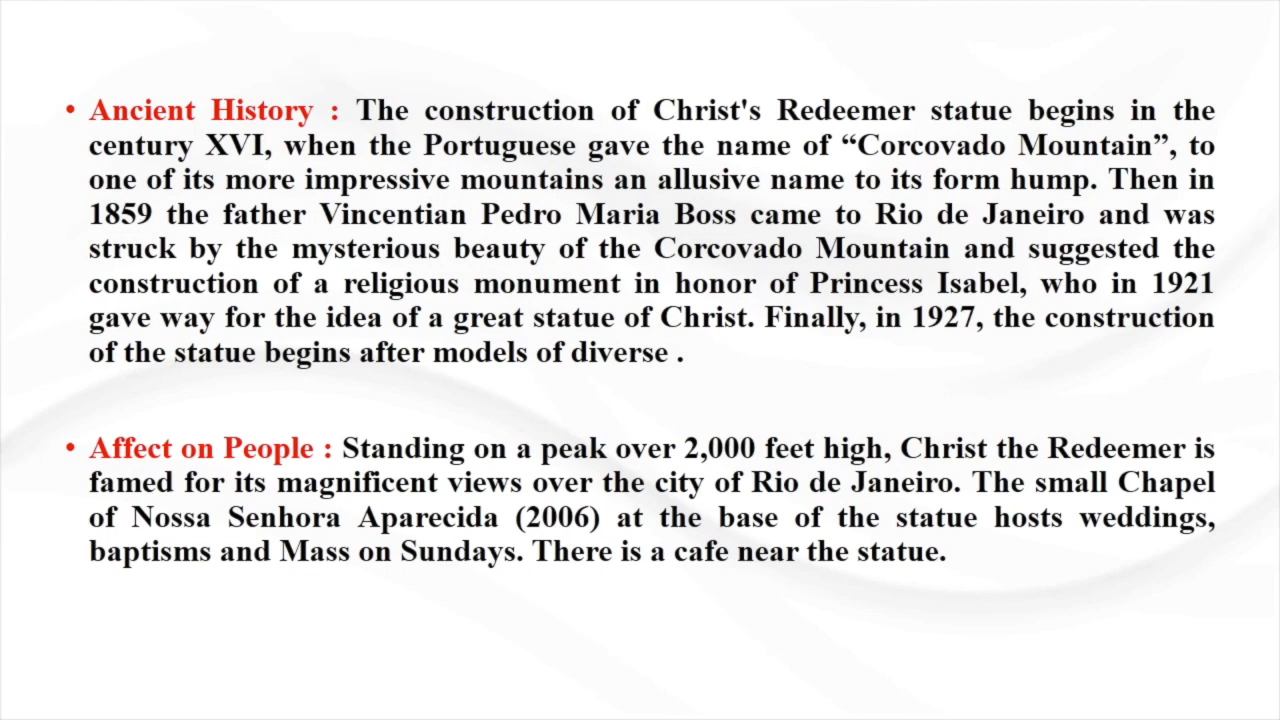 • Ancient History : The construction of Christ's Redeemer statue begins in the
century XVI, when the Portuguese gave the name of “Corcovado Mountain”, to
one of its more impressive mountains an allusive name to its form hump. Then in
1859 the father Vincentian Pedro Maria Boss came to Rio de Janeiro and was
struck by the mysterious beauty of the Corcovado Mountain and suggested the
construction of a religious monument in honor of Princess Isabel, who in 1921
gave way for the idea of a great statue of Christ. Finally, in 1927, the construction
of the statue begins after models of diverse .
• Affect on People : Standing on a peak over 2,000 feet high, Christ the Redeemer is
famed for its magnificent views over the city of Rio de Janeiro. The small Chapel
of Nossa Senhora Aparecida (2006) at the base of the statue hosts weddings,
baptisms and Mass on Sundays. There is a cafe near the statue.